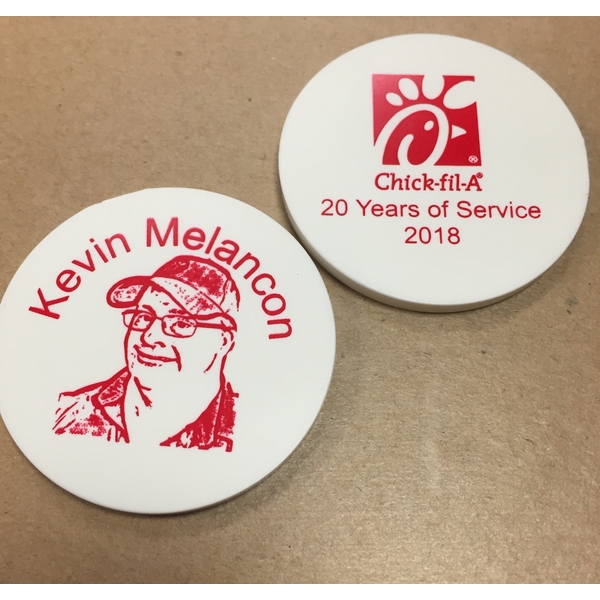 Kevin Melancon
Chick-fil-A®
20 Years of Service
2018